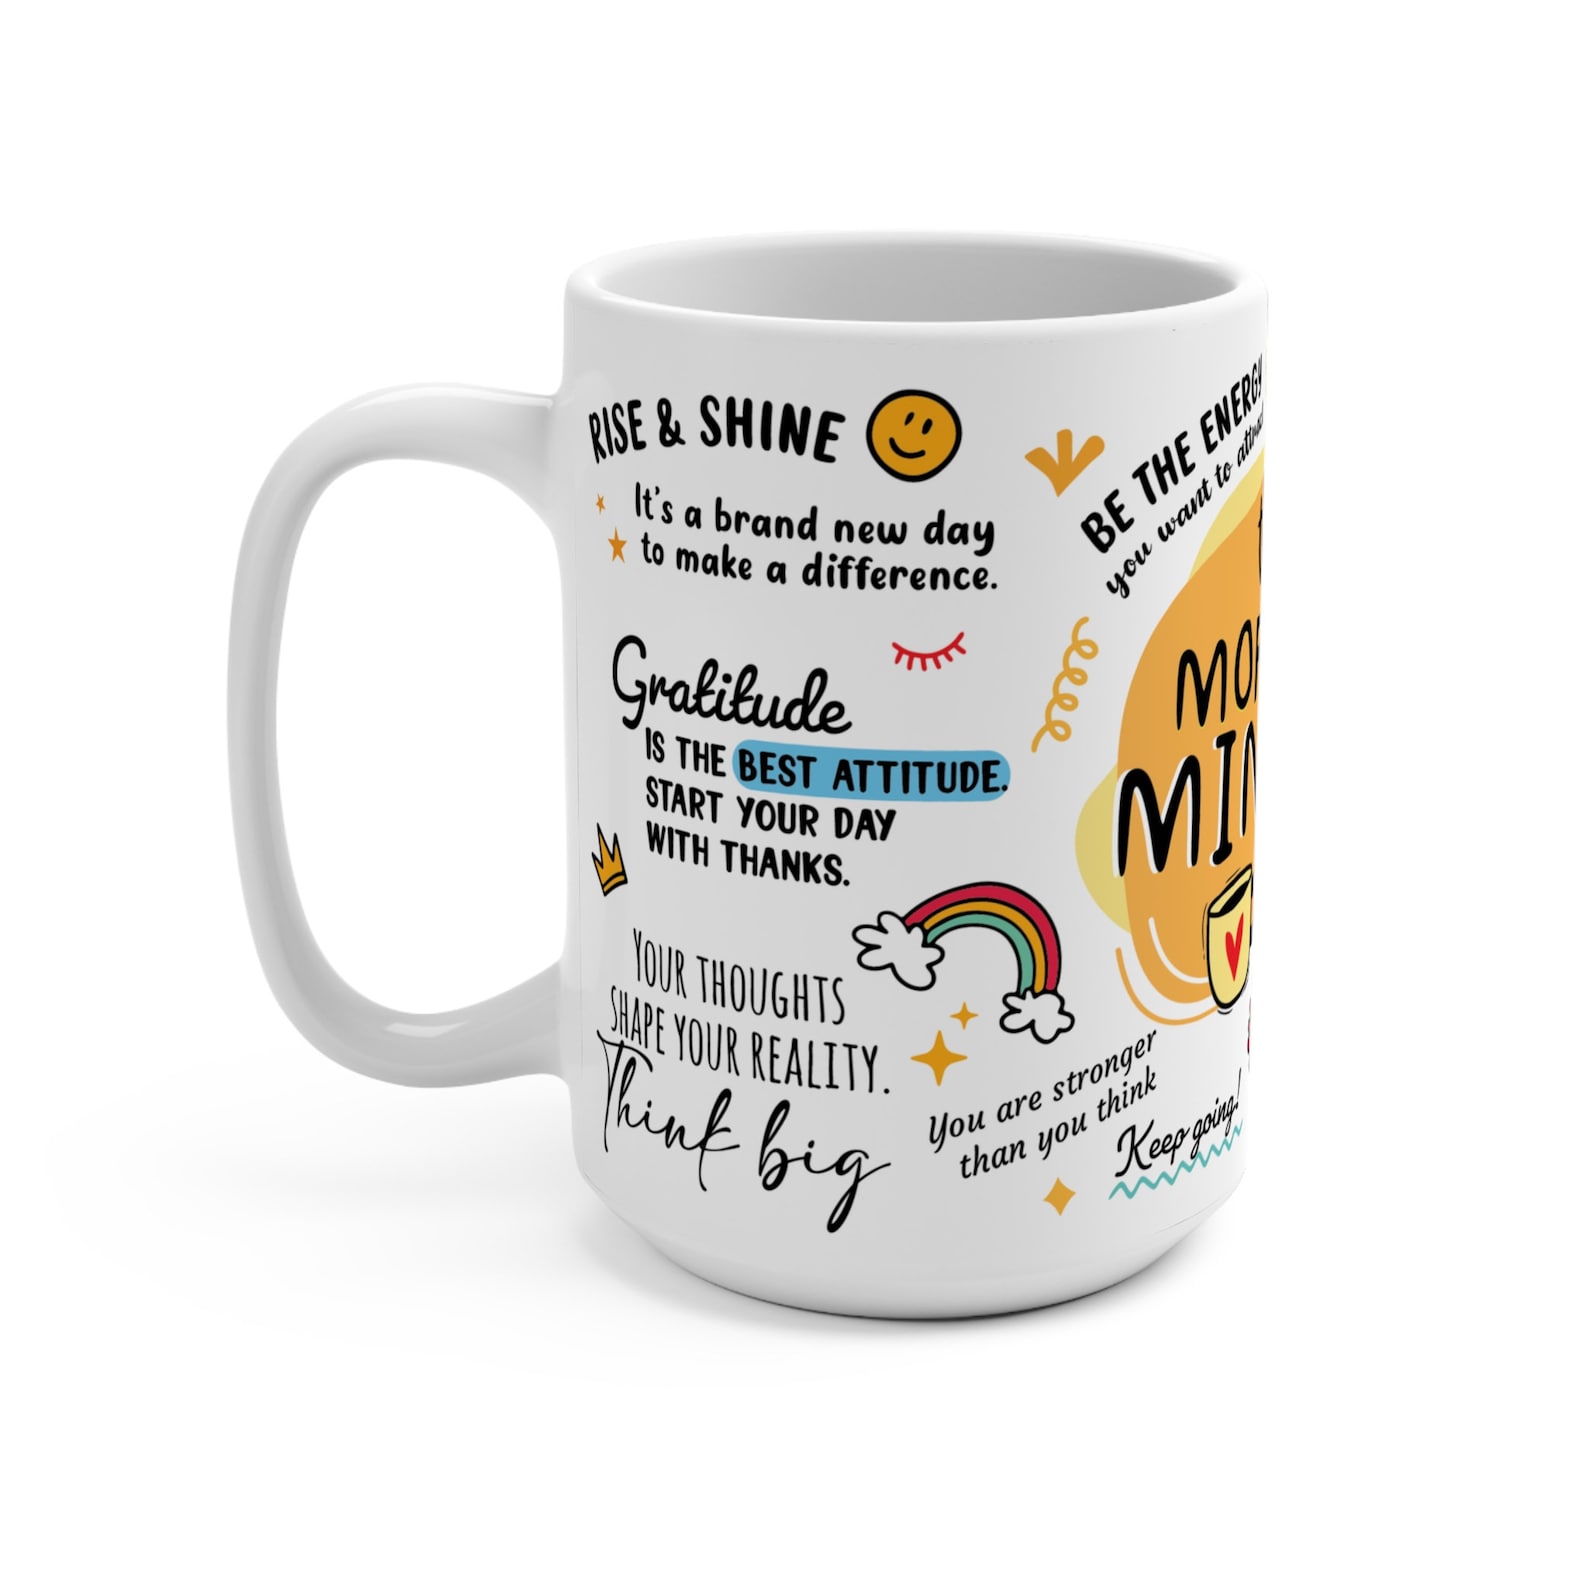 RISE & SHINE
It's a brand new day
to make a difference.
Gratitude
IS THE BEST ATTITUDE.
START YOUR DAY
WITH THANKS.
YOUR THOUGHTS
SHAPE YOUR REALITY.
Think big
BE THE ENERGY
you want to
You are stronger
than you think
Keep going!